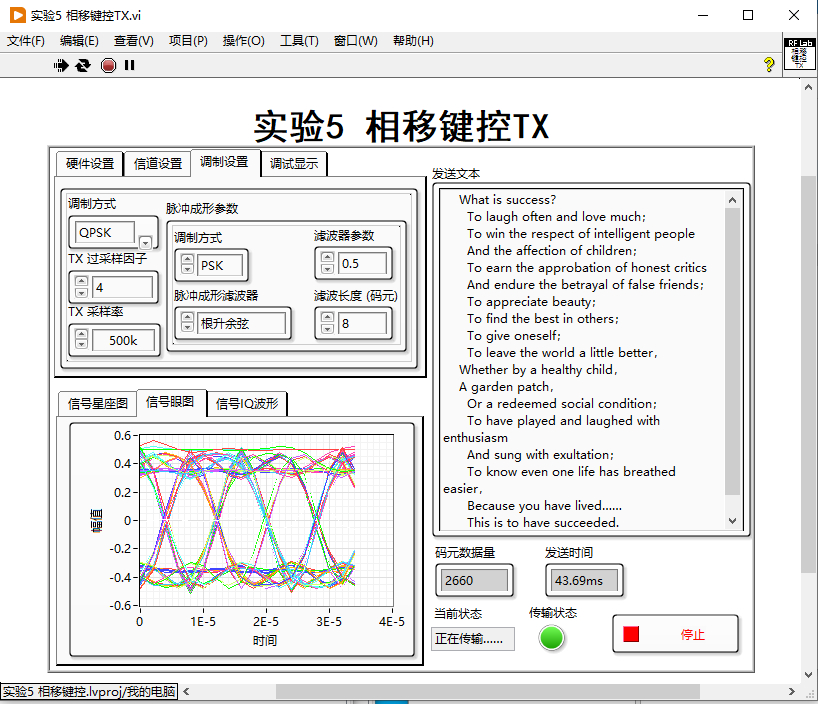 实验5 相移键控TX.vi
文件(F) 编辑(E) 查看(V) 项目(P) 操作(O) 工具(T) 窗口(W) 帮助(H)
?
RF Lab
相移
键控
TX
实验5 相移键控TX
硬件设置 信道设置 调制设置 调试显示
调制方式
QPSK
TX 过采样因子
4
TX 采样率
500k
脉冲成形参数
调制方式
PSK
滤波器参数
0.5
脉冲成形滤波器
根升余弦
滤波长度 (码元)
8
信号星座图 信号眼图 信号IQ波形
幅值
0.6
0.4
0.2
0
-0.2
-0.4
-0.6
0 1E-5 2E-5 3E-5 4E-5
时间
发送文本
What is success?
To laugh often and love much;
To win the respect of intelligent people
And the affection of children;
To earn the approbation of honest critics
And endure the betrayal of false friends;
To appreciate beauty;
To find the best in others;
To give oneself;
To leave the world a little better,
Whether by a healthy child,
A garden patch,
Or a redeemed social condition;
To have played and laughed with
enthusiasm
And sung with exultation;
To know even one life has breathed
easier,
Because you have lived......
This is to have succeeded.
码元数据量
2660
发送时间
43.69ms
当前状态
正在传输......
传输状态
停止
实验5 相移键控.lvproj/我的电脑